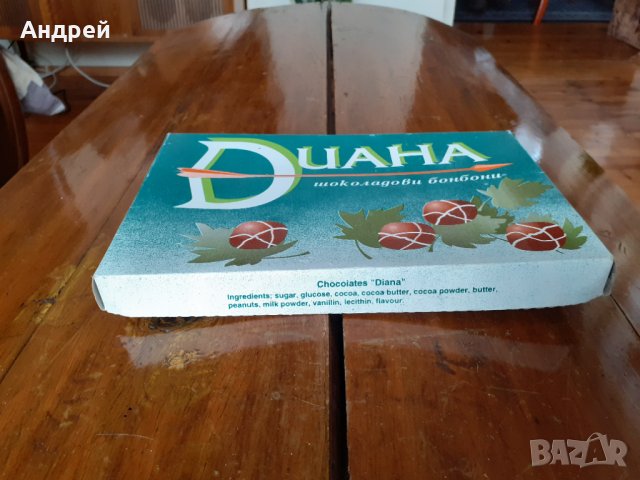 Андрей
Диана
шоколадови бонбони
Chocolates "Diana"
Ingredients: sugar, glucose, cocoa, cocoa butter, cocoa powder, butter,
peanuts, milk powder, vanillin, lecithin, flavour.
BAZAR